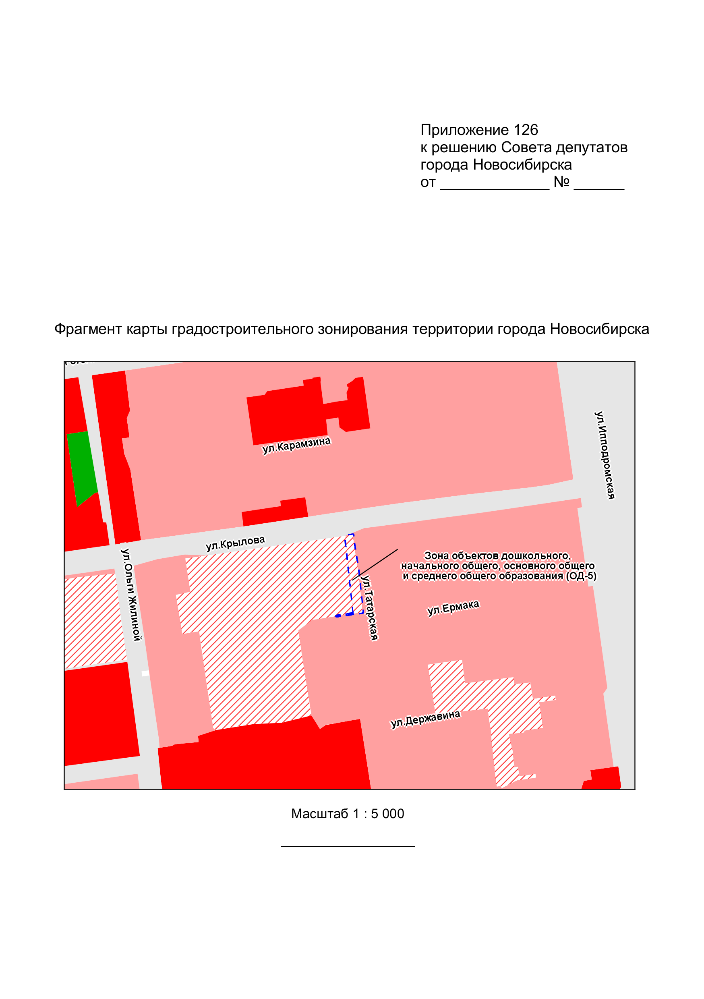 Приложение 126
к решению Совета депутатов
города Новосибирска
от _____________ № ______
Фрагмент карты градостроительного зонирования территории города Новосибирска
ул.Ипподромская
ул.Карамзина
ул.Крылова
ул.Ольги Жилиной
Зона объектов дошкольного,
начального общего, основного общего
и среднего общего образования (ОД-5)
ул.Татарская
ул.Ермака
ул.Державина
Масштаб 1 : 5 000